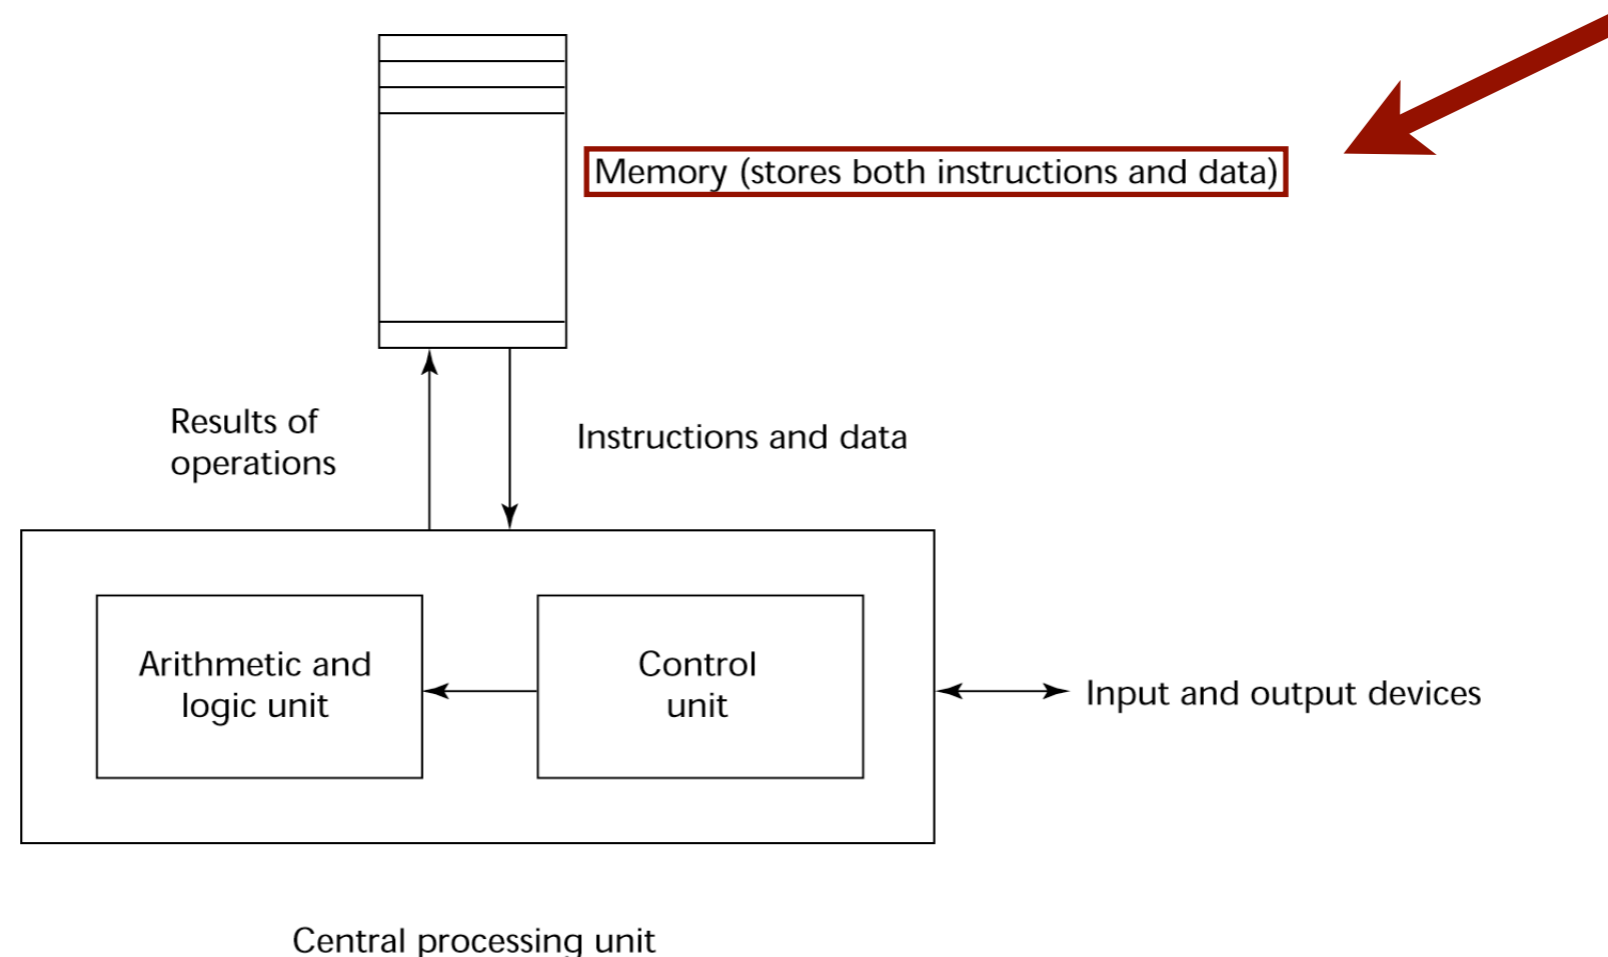 Memory (stores both instructions and data)
Results of
operations
Instructions and data
Arithmetic and
logic unit
Control
unit
Input and output devices
Central processing unit